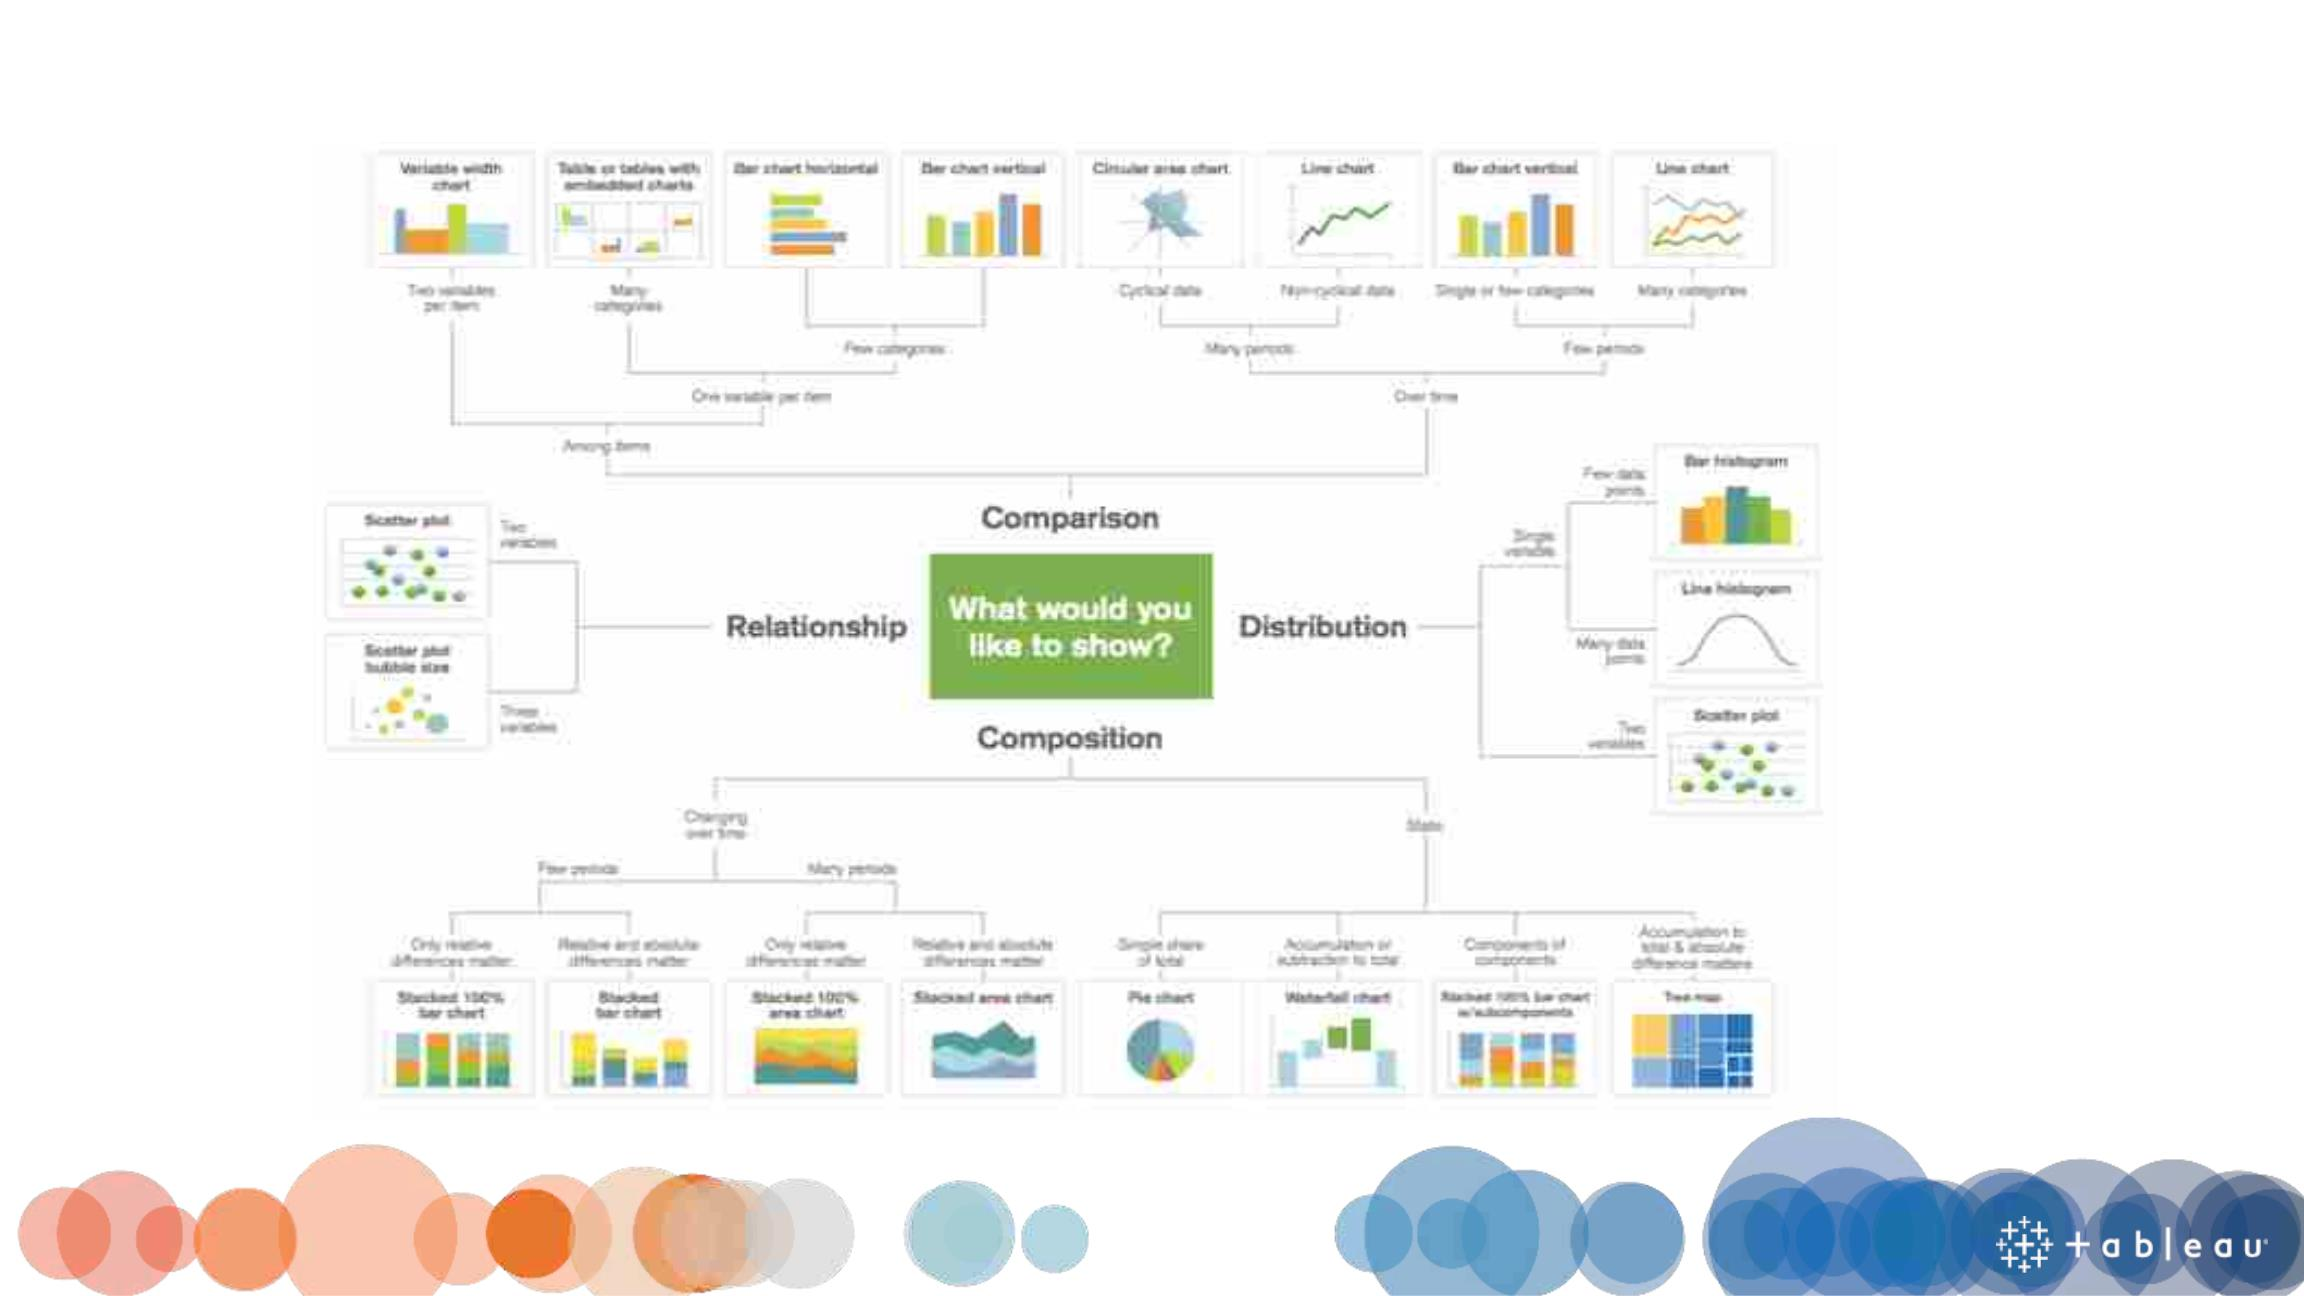 Variable width
chart
Table or tables with
embedded charts
Bar chart horizontal
Bar chart vertical
Circular area chart
Line chart
Bar chart vertical
Line chart
Two variables
per item
Many
categories
Cyclical data
Non-cyclical data
Single or few categories
Many categories
Few categories
Many periods
Few periods
One variable per item
Over time
Among items
Comparison
Scatter plot
Two
variables
Scatter plot
bubble size
Three
variables
Relationship
What would you
like to show?
Distribution
Single
variable
Few data
points
Bar histogram
Line histogram
Many data
points
Two
variables
Scatter plot
Composition
Changing
over time
Static
Few periods
Many periods
Only relative
differences matter
Relative and absolute
differences matter
Only relative
differences matter
Relative and absolute
differences matter
Simple share
of total
Accumulation or
subtraction to total
Components of
components
Accumulation to
total & absolute
difference matters
Stacked 100%
bar chart
Stacked
bar chart
Stacked 100%
area chart
Stacked area chart
Pie chart
Waterfall chart
Stacked 100% bar chart
w/subcomponents
Tree map
+ableau